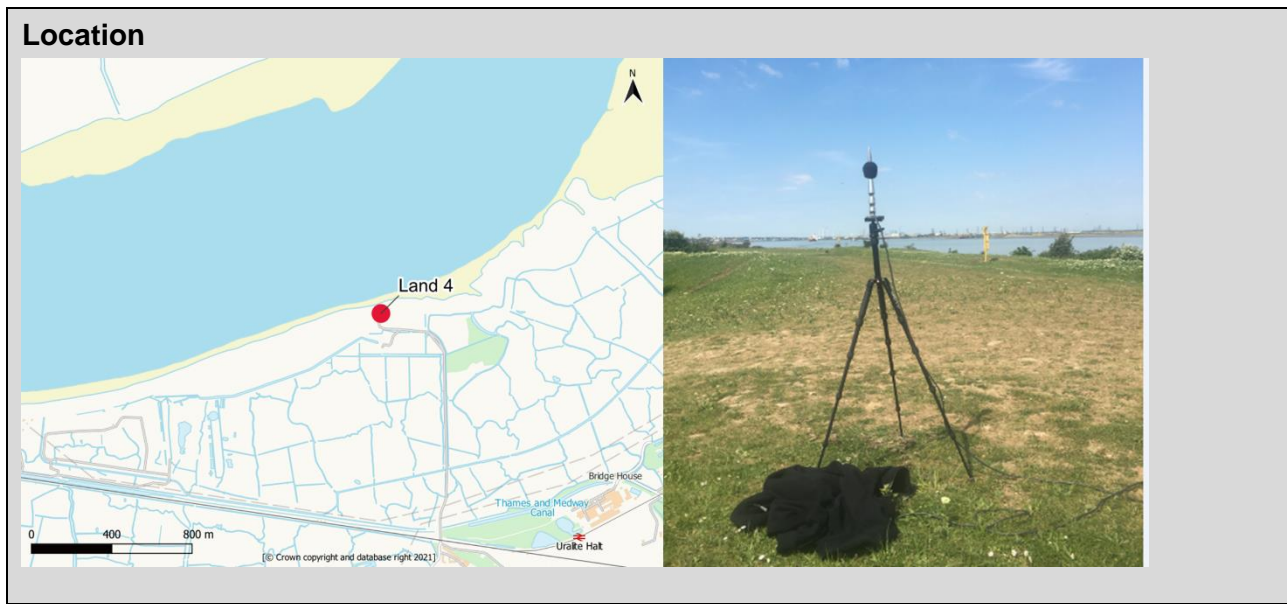 Location
N
Land 4
Bridge House
Thames and Medway
Canal
Uralite Halt
0 400 800 m
[© Crown copyright and database right 2021]